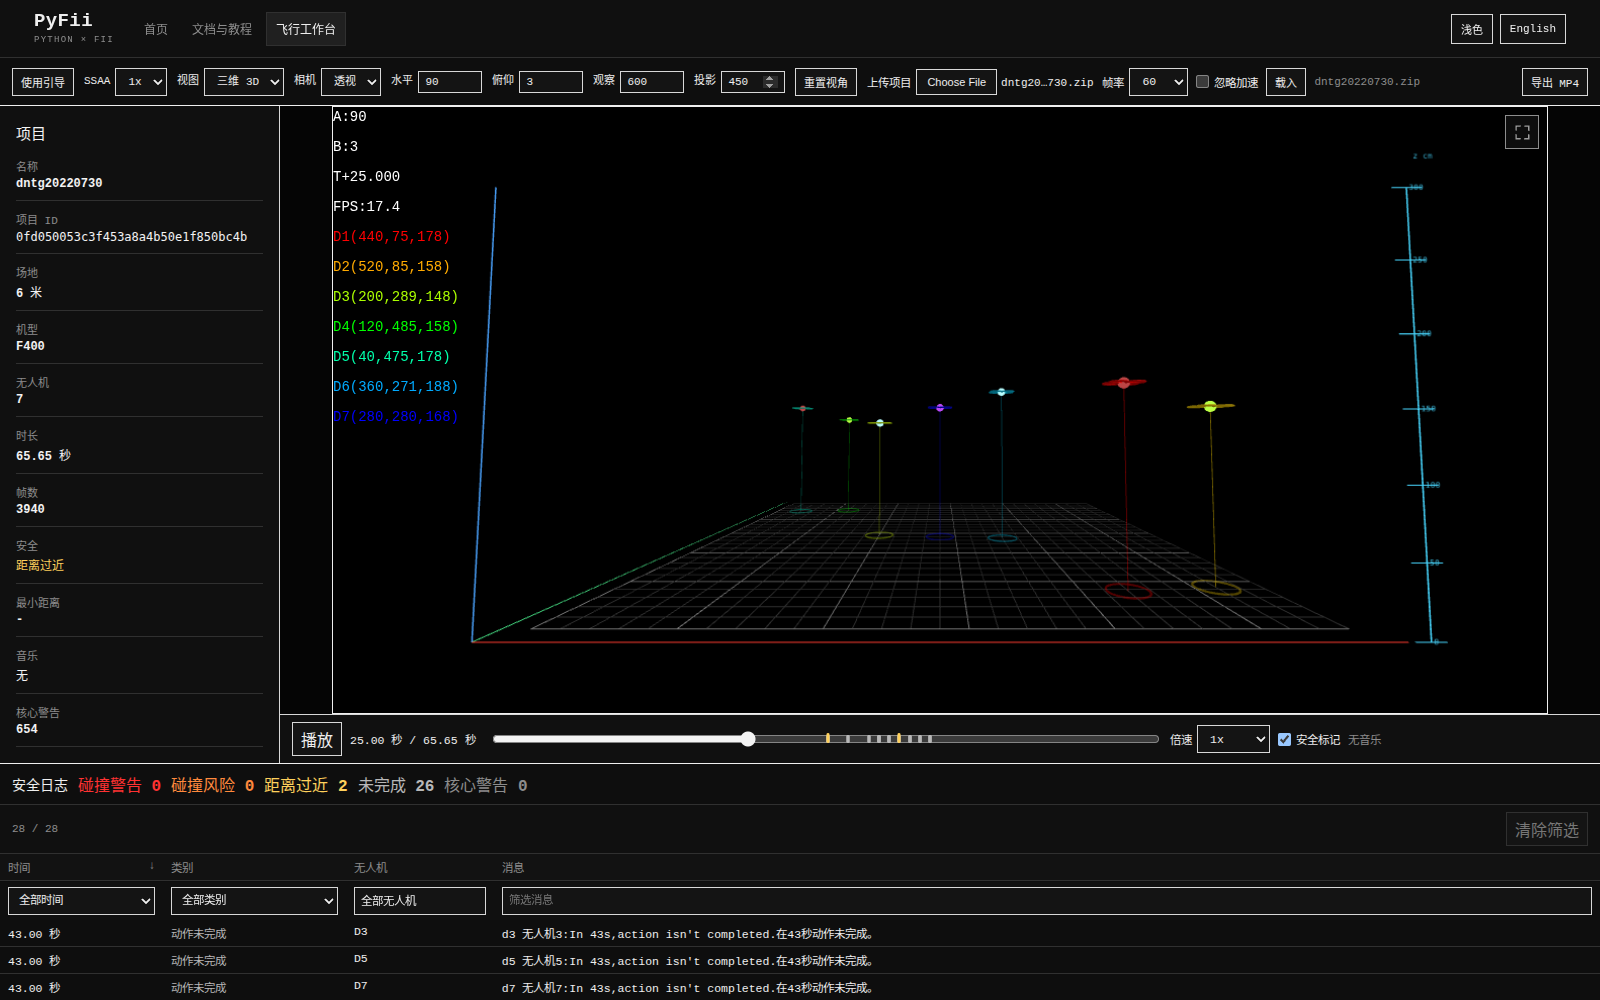 PyFii
PYTHON × FII
首页
文档与教程
飞行工作台
浅色
English
使用引导
SSAA
1x
视图
三维 3D
相机
透视
水平
90
俯仰
3
观察
600
投影
450
重置视角
上传项目
Choose File
dntg20…730.zip
帧率
60
忽略加速
载入
dntg20220730.zip
导出 MP4
项目
名称
dntg20220730
项目 ID
0fd050053c3f453a8a4b50e1f850bc4b
场地
6 米
机型
F400
无人机
7
时长
65.65 秒
帧数
3940
安全
距离过近
最小距离
-
音乐
无
核心警告
654
A:90
B:3
T+25.000
FPS:17.4
D1(440,75,178)
D2(520,85,158)
D3(200,289,148)
D4(120,485,158)
D5(40,475,178)
D6(360,271,188)
D7(280,280,168)
z cm
300
250
200
150
100
50
0
播放
25.00 秒 / 65.65 秒
倍速
1x
安全标记
无音乐
安全日志
碰撞警告 0
碰撞风险 0
距离过近 2
未完成 26
核心警告 0
28 / 28
清除筛选
时间 ↓
类别
无人机
消息
全部时间
全部类别
全部无人机
筛选消息
43.00 秒
动作未完成
D3
d3 无人机3:In 43s,action isn't completed.在43秒动作未完成。
43.00 秒
动作未完成
D5
d5 无人机5:In 43s,action isn't completed.在43秒动作未完成。
43.00 秒
动作未完成
D7
d7 无人机7:In 43s,action isn't completed.在43秒动作未完成。